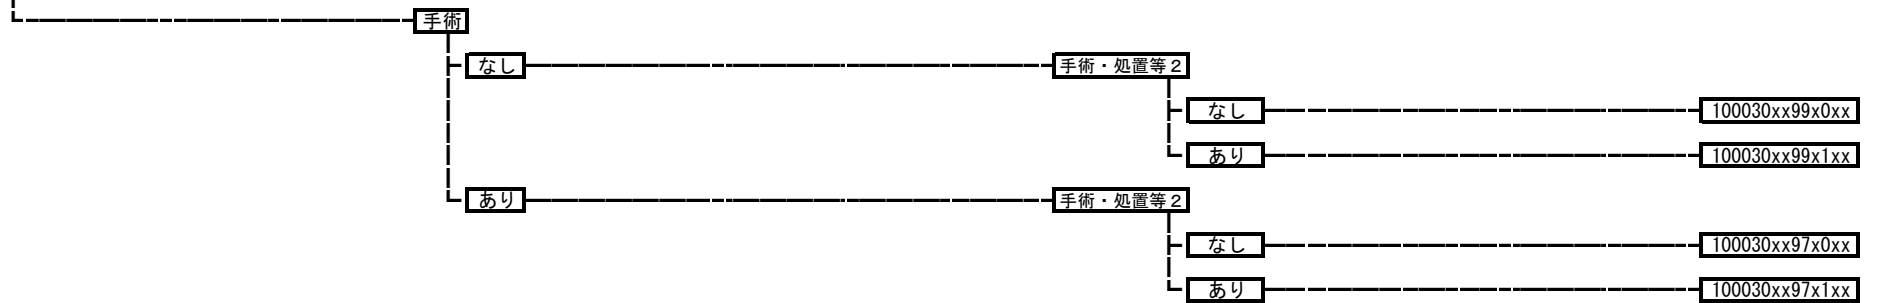 手術
なし 手術・処置等２
なし 100030xx99x0xx
あり 100030xx99x1xx
あり 手術・処置等２
なし 100030xx97x0xx
あり 100030xx97x1xx